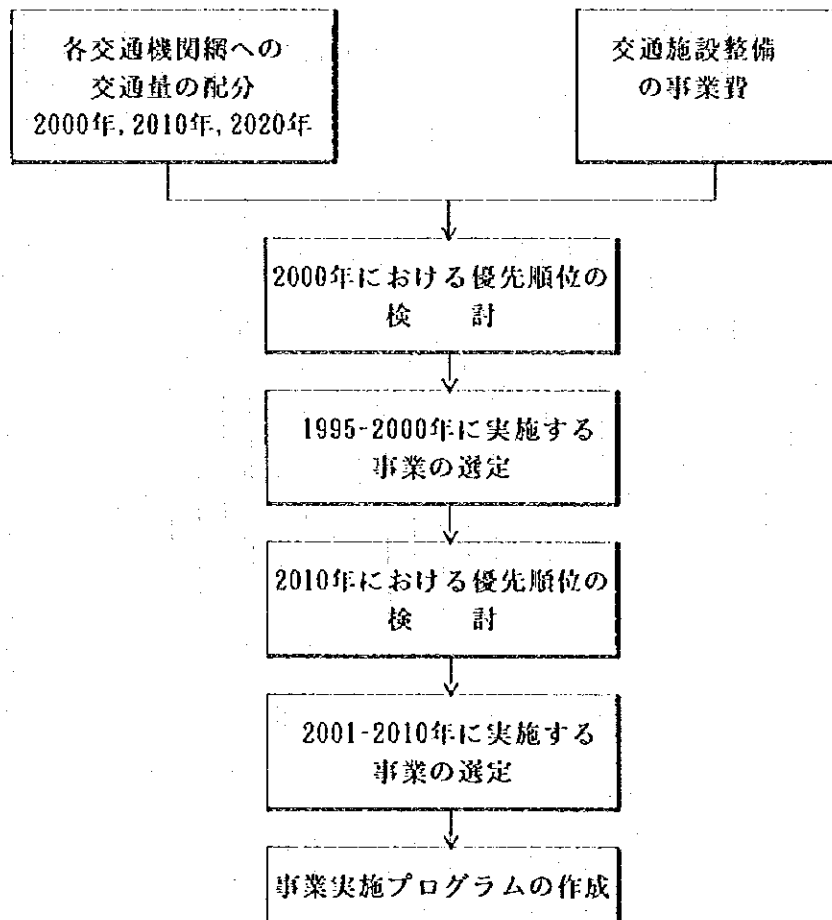 各交通機関網への
交通量の配分
2000年,2010年,2020年
交通施設整備
の事業費
2000年における優先順位の
検　　討
1995-2000年に実施する
事業の選定
2010年における優先順位の
検　　討
2001-2010年に実施する
事業の選定
事業実施プログラムの作成